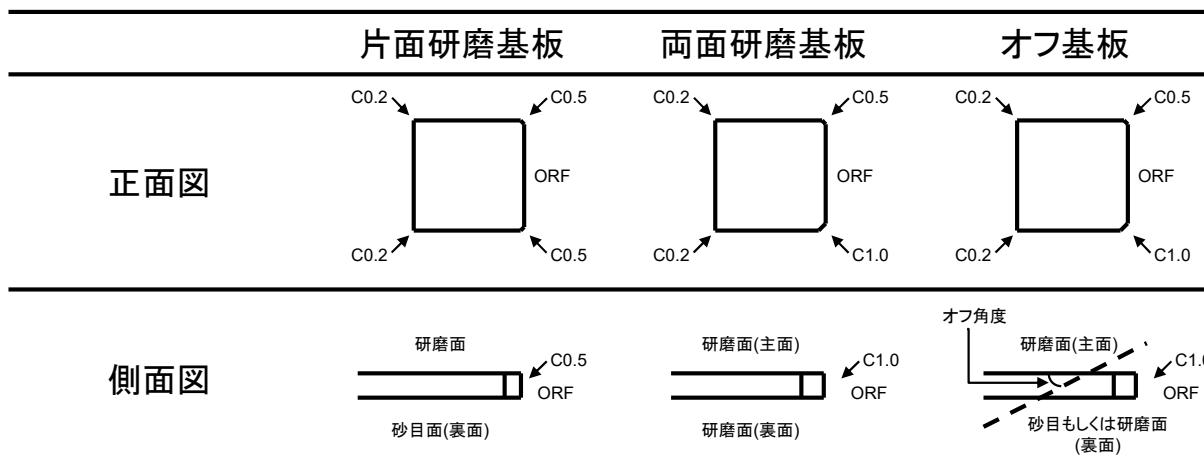 片面研磨基板 両面研磨基板 オフ基板
正面図
C0.2 C0.5 C0.2 C0.5 C0.2 C0.5
ORF ORF ORF
C0.2 C0.5 C0.2 C1.0 C0.2 C1.0
側面図
オフ角度
研磨面 研磨面(主面) 研磨面(主面)
C0.5 C1.0 C1.0
ORF ORF ORF
砂目面(裏面) 研磨面(裏面) 砂目もしくは研磨面
(裏面)